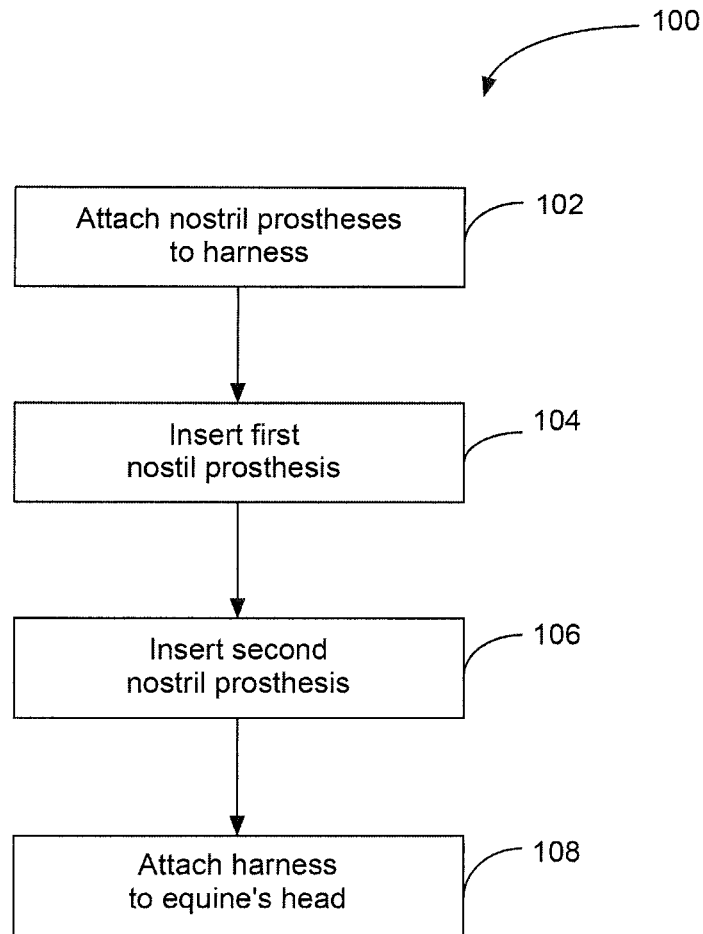 100
Attach nostril prostheses
to harness
102
Insert first
nostil prosthesis
104
Insert second
nostril prosthesis
106
Attach harness
to equine's head
108